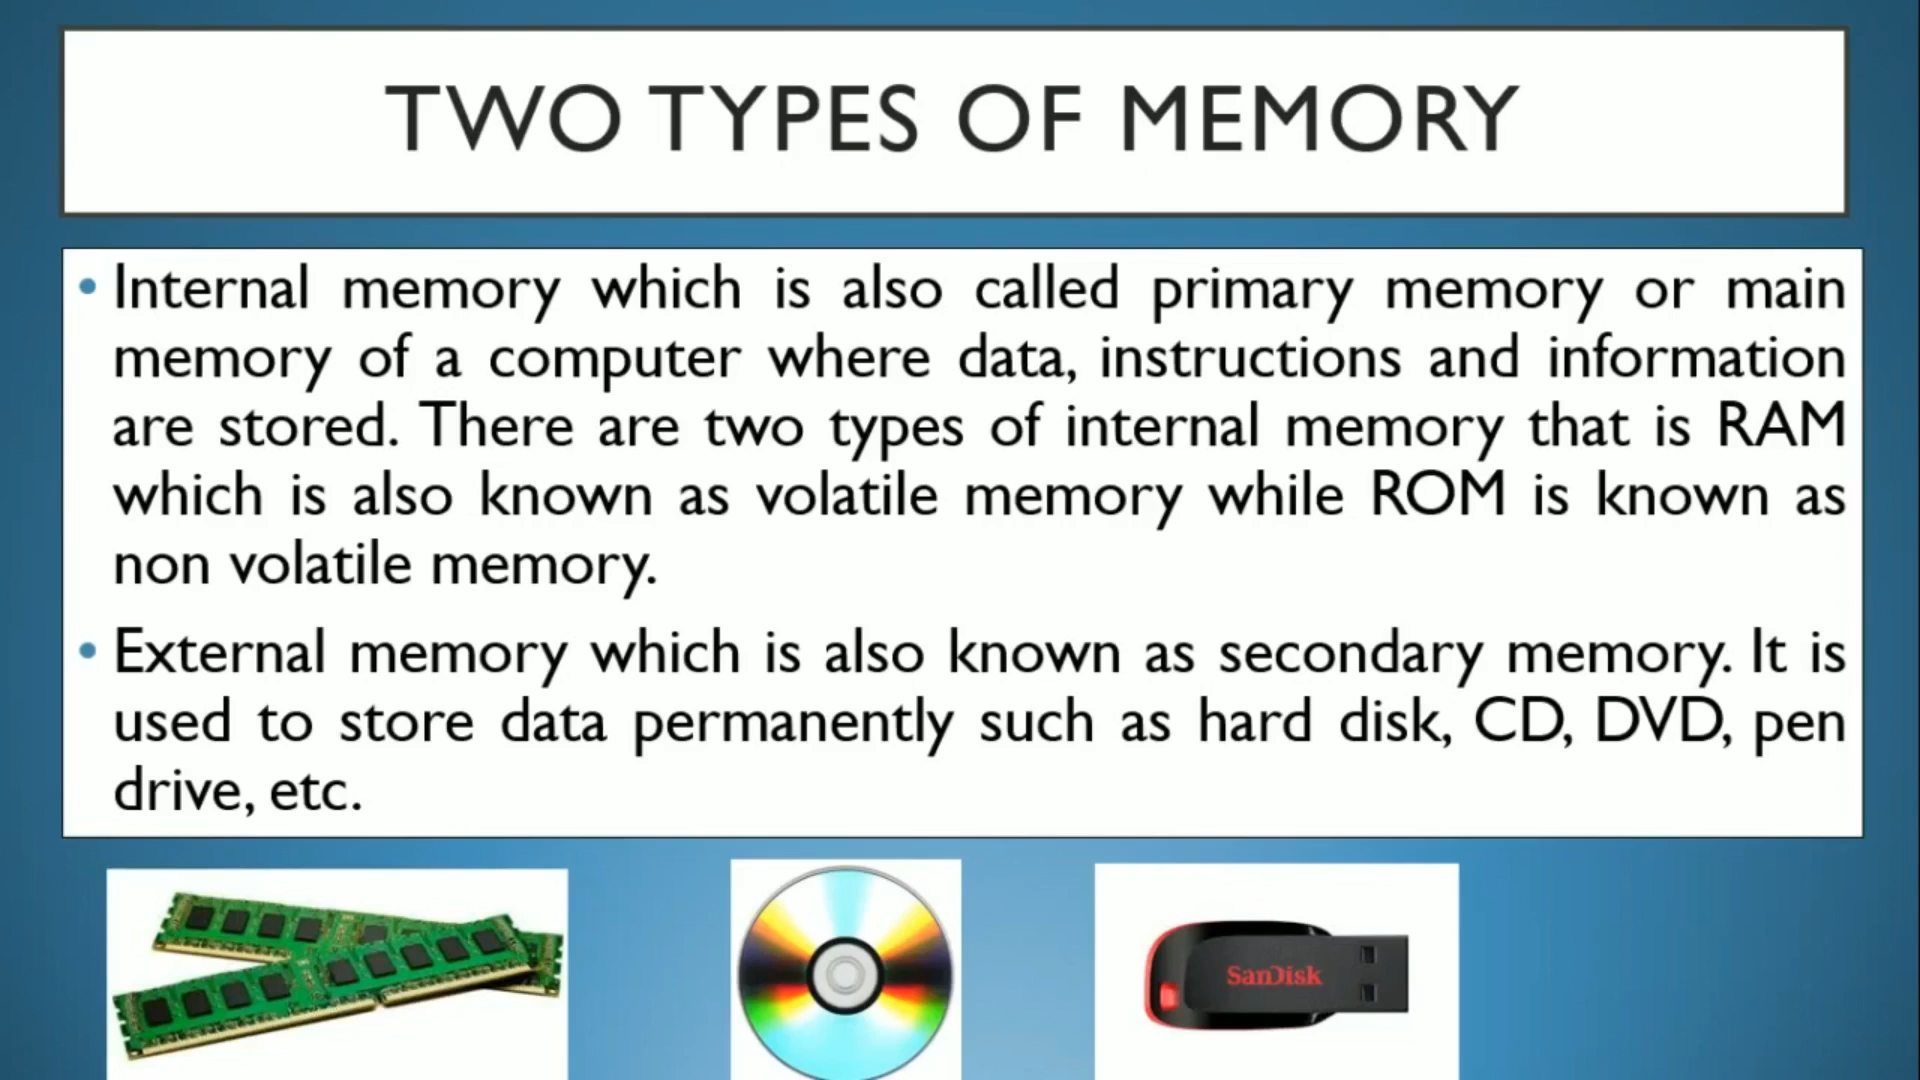 TWO TYPES OF MEMORY
• Internal memory which is also called primary memory or main
memory of a computer where data, instructions and information
are stored. There are two types of internal memory that is RAM
which is also known as volatile memory while ROM is known as
non volatile memory.
• External memory which is also known as secondary memory. It is
used to store data permanently such as hard disk, CD, DVD, pen
drive, etc.
SanDisk